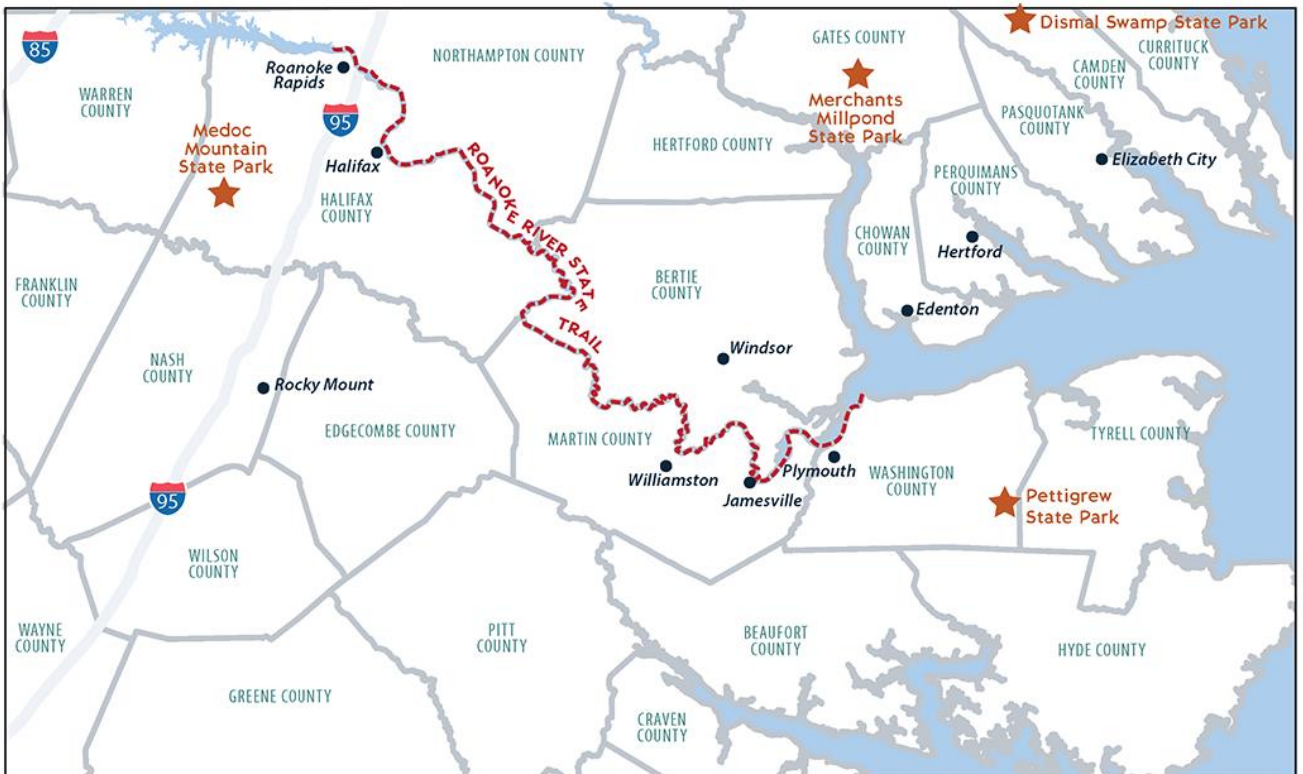 85
Dismal Swamp State Park
GATES COUNTY
CURRITUCK
COUNTY
NORTHAMPTON COUNTY
Roanoke
Rapids
CAMDEN
COUNTY
WARREN
COUNTY
Merchants
Millpond
State Park
PASQUOTANK
COUNTY
95
Medoc
Mountain
State Park
HERTFORD COUNTY
Halifax
Elizabeth City
PERQUIMANS
COUNTY
ROANOKE RIVER STATE
TRAIL
HALIFAX
COUNTY
CHOWAN
COUNTY
Hertford
FRANKLIN
COUNTY
BERTIE
COUNTY
Edenton
Windsor
NASH
COUNTY
Rocky Mount
EDGECOMBE COUNTY
MARTIN COUNTY
TYRELL COUNTY
Williamston
Plymouth
WASHINGTON
COUNTY
Jamesville
95
Pettigrew
State Park
WILSON
COUNTY
WAYNE
COUNTY
PITT
COUNTY
BEAUFORT
COUNTY
HYDE COUNTY
GREENE COUNTY
CRAVEN
COUNTY